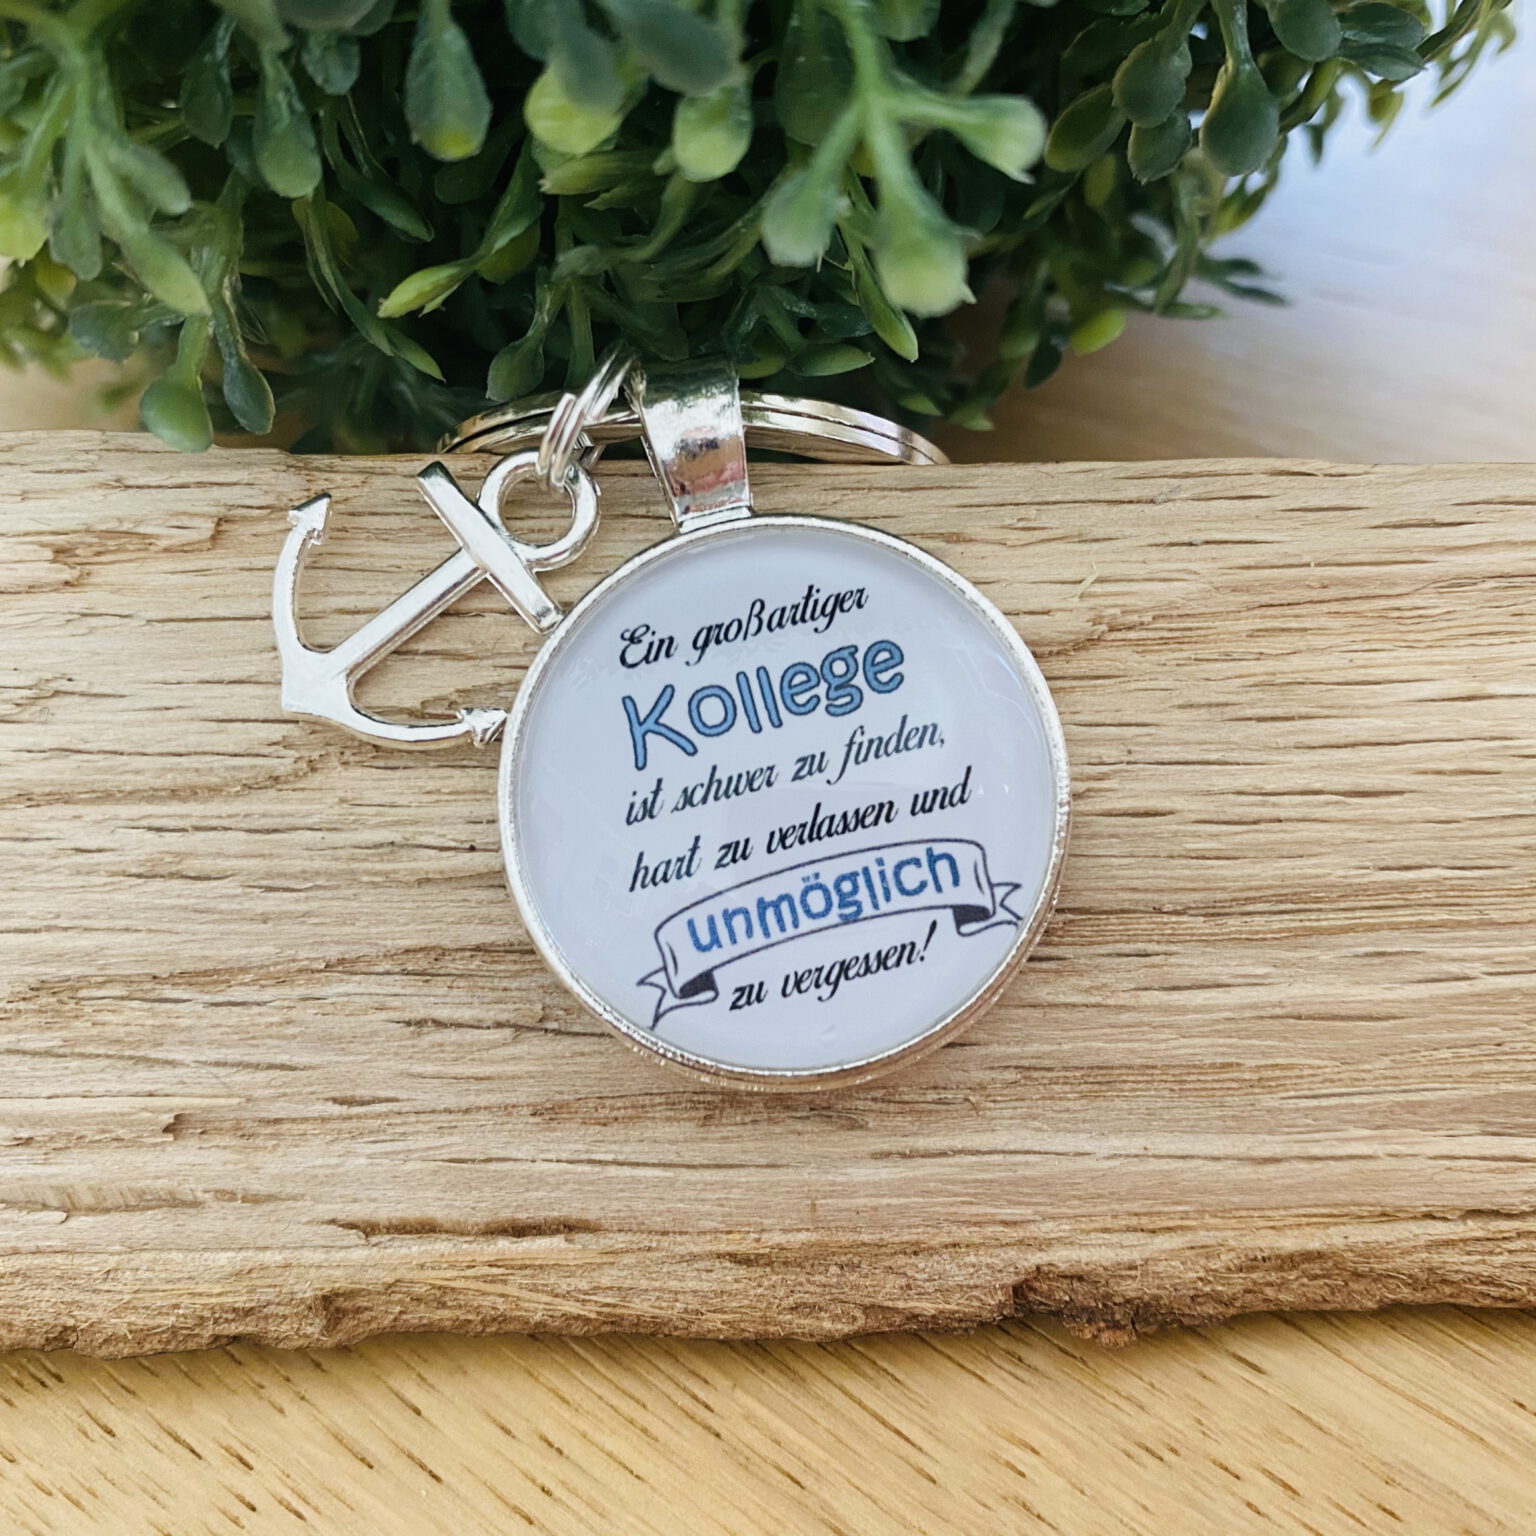 Ein großartiger
Kollege
ist schwer zu finden,
hart zu verlassen und
unmöglich
zu vergessen!